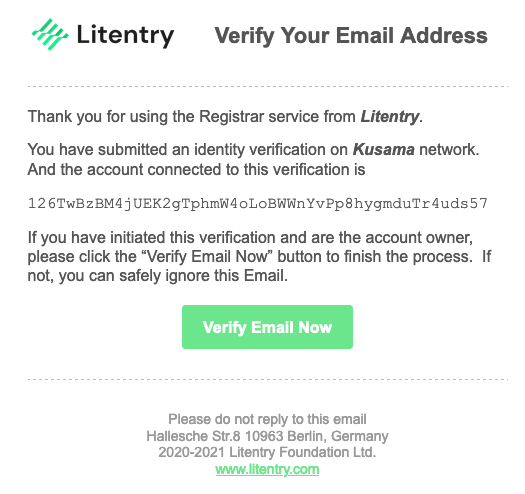 Litentry
Verify Your Email Address
Thank you for using the Registrar service from Litentry.
You have submitted an identity verification on Kusama network.
And the account connected to this verification is
126TwBzBM4jUEK2gTphmW4oLoBWWnYvPp8hygmduTr4uds57
If you have initiated this verification and are the account owner,
please click the “Verify Email Now” button to finish the process.  If
not, you can safely ignore this Email.
Verify Email Now
Please do not reply to this email
Hallesche Str.8 10963 Berlin, Germany
2020-2021 Litentry Foundation Ltd.
www.litentry.com